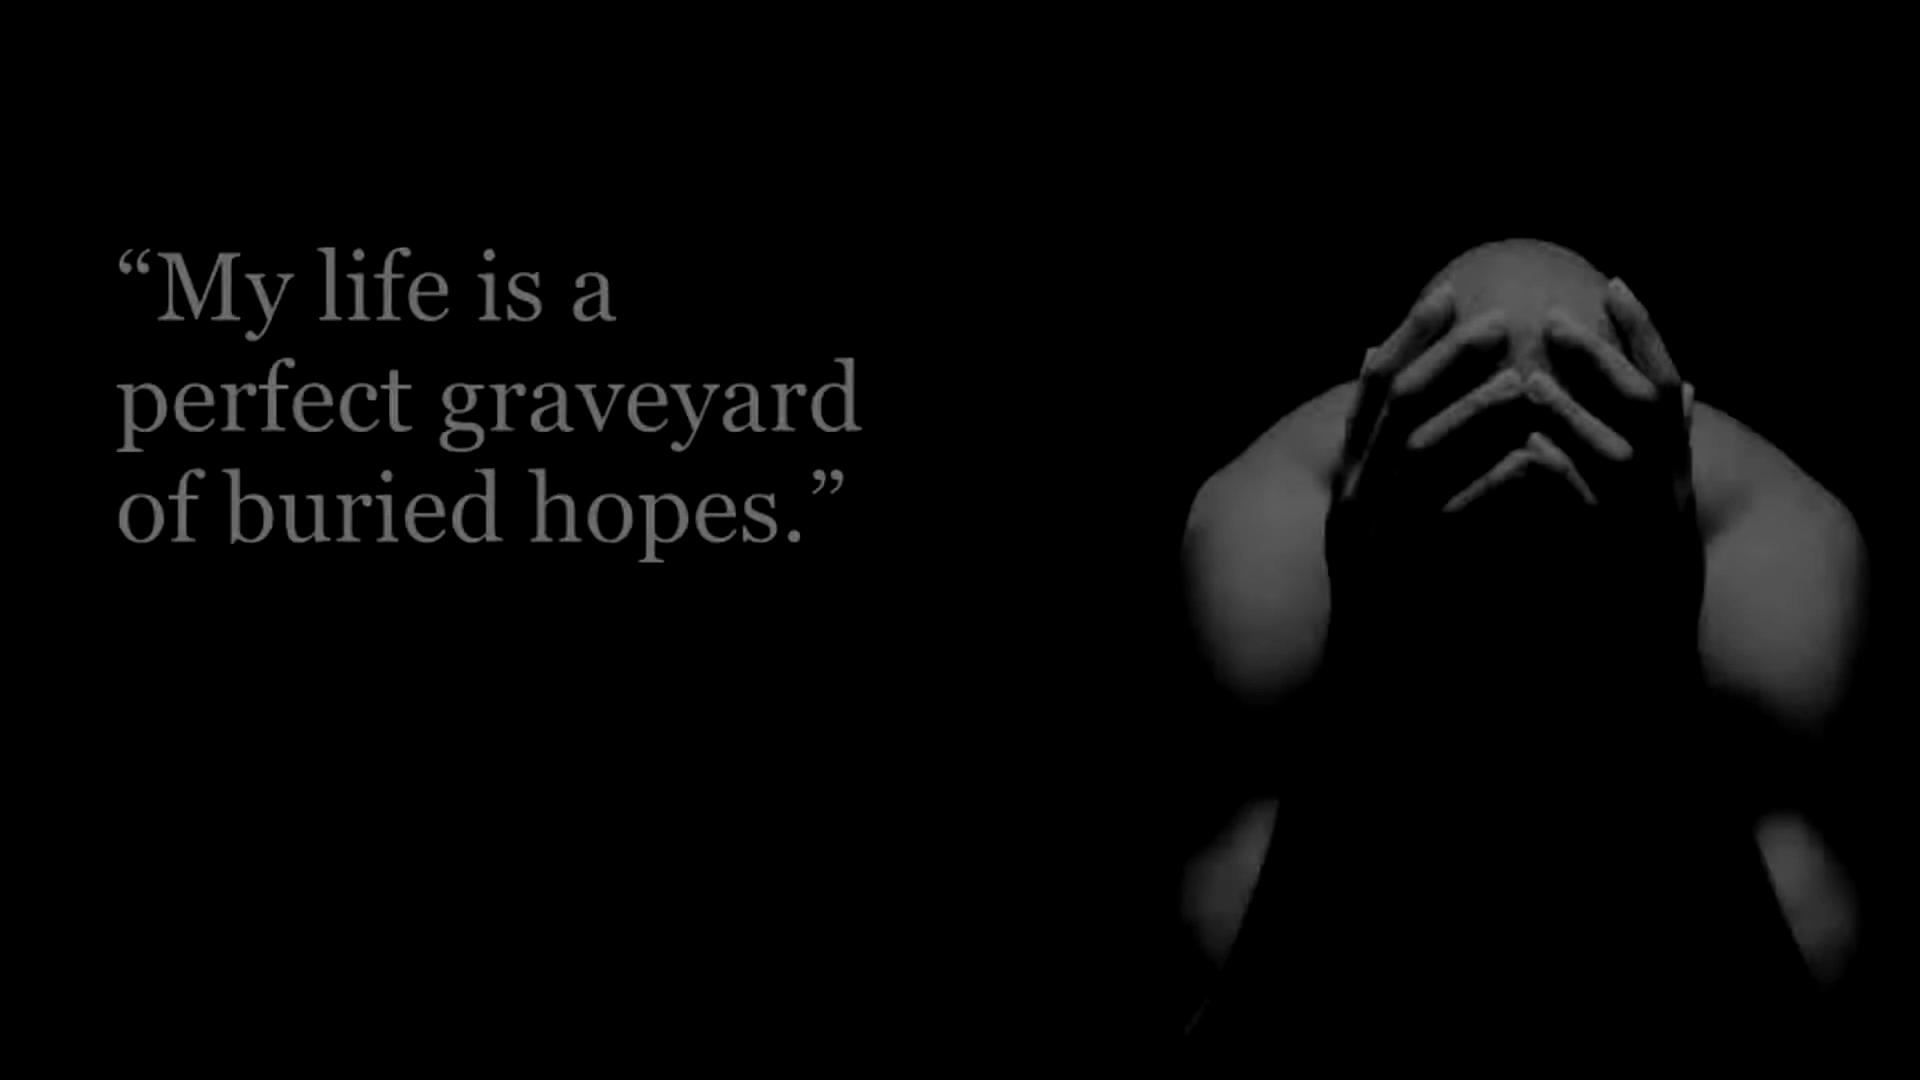 “My life is a
perfect graveyard
of buried hopes.”